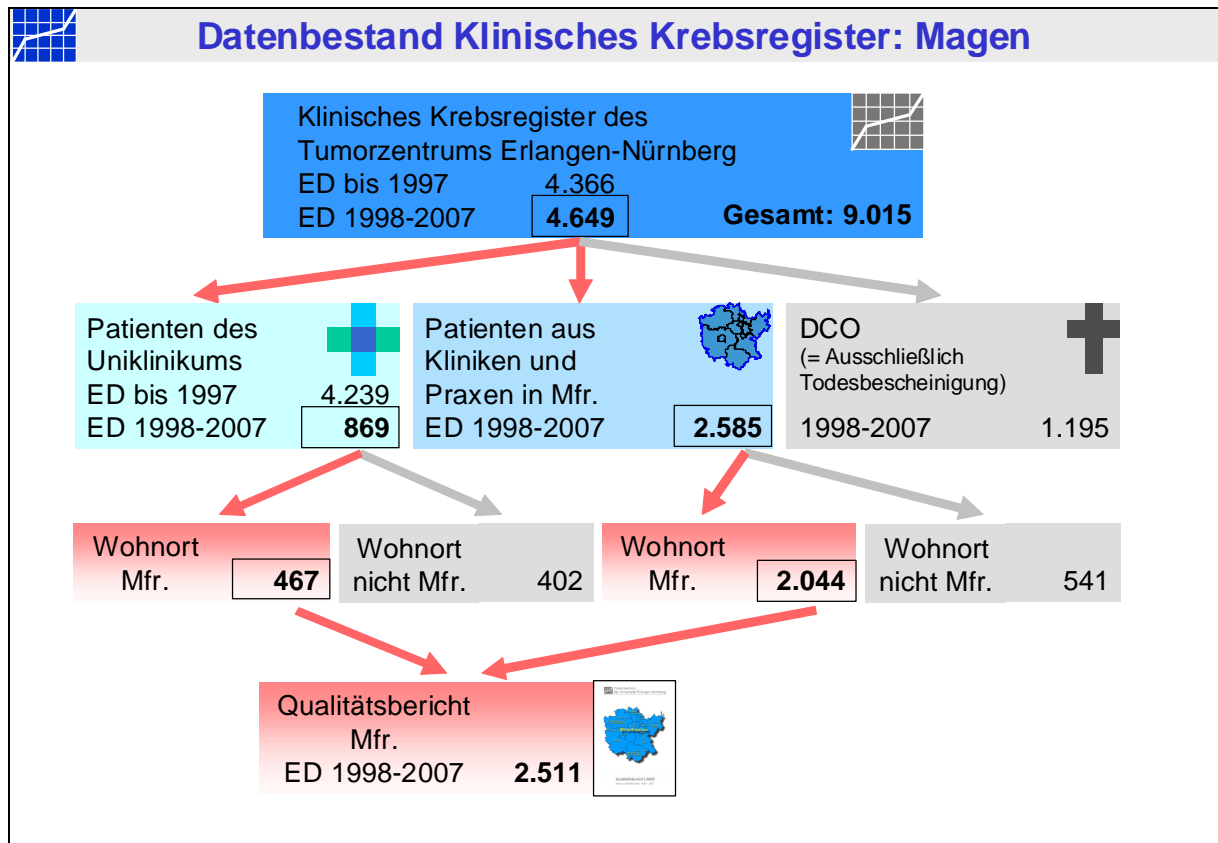 Datenbestand Klinisches Krebsregister: Magen
Klinisches Krebsregister des
Tumorzentrums Erlangen-Nürnberg
ED bis 1997 4.366
ED 1998-2007 4.649 Gesamt: 9.015
Patienten des
Uniklinikums
ED bis 1997 4.239
ED 1998-2007 869
Patienten aus
Kliniken und
Praxen in Mfr.
ED 1998-2007 2.585
DCO
(= Ausschließlich
Todesbescheinigung)
1998-2007 1.195
Wohnort
Mfr. 467
Wohnort
nicht Mfr. 402
Wohnort
Mfr. 2.044
Wohnort
nicht Mfr. 541
Qualitätsbericht
Mfr.
ED 1998-2007 2.511
Mittelfranken